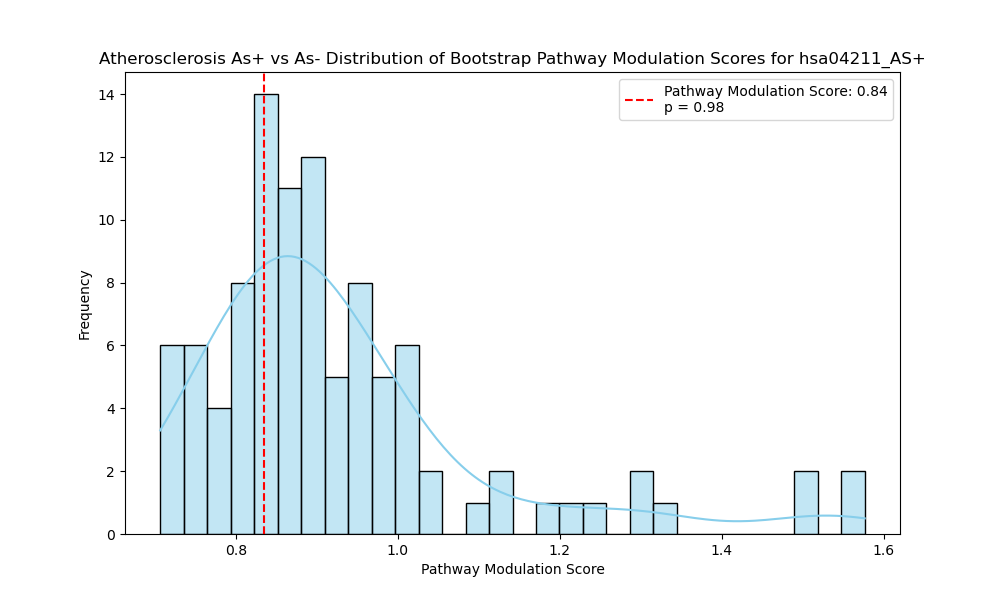 Atherosclerosis As+ vs As- Distribution of Bootstrap Pathway Modulation Scores for hsa04211_AS+
Pathway Modulation Score: 0.84
p = 0.98
14
12
10
8
6
4
2
0
Frequency
0.8 1.0 1.2 1.4 1.6
Pathway Modulation Score